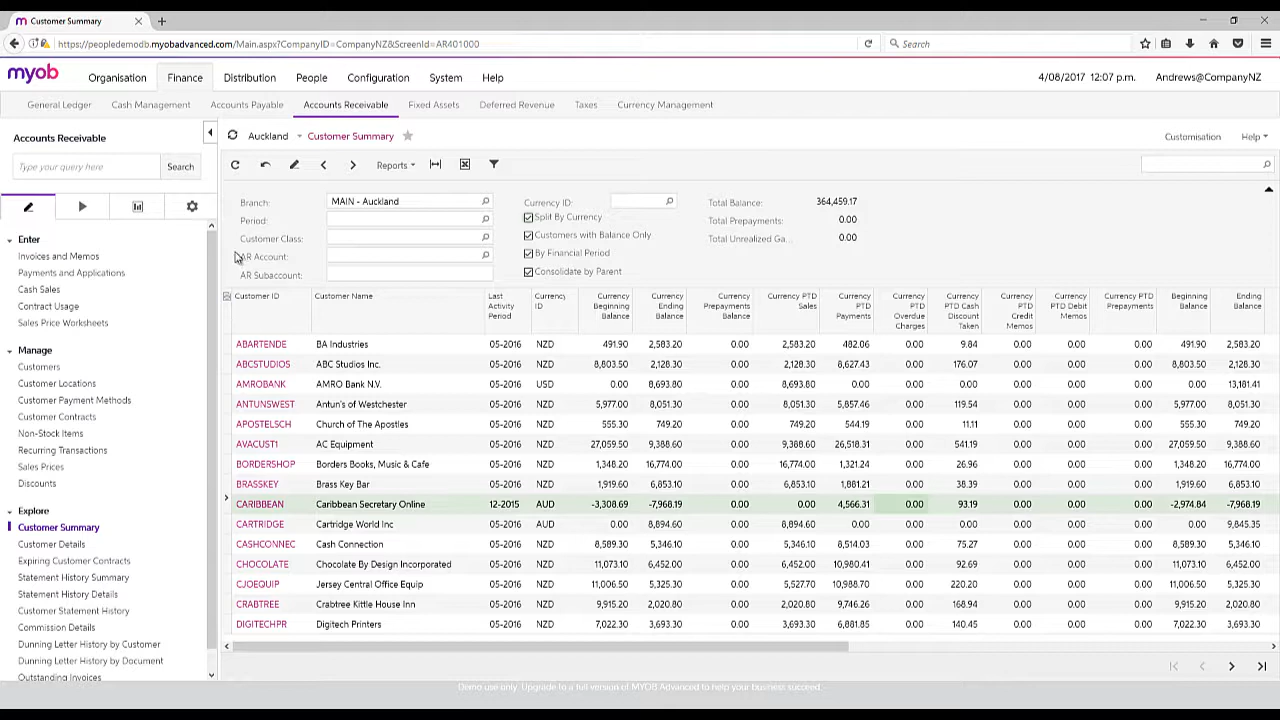 Customer Summary
https://peopledemodb.myobadvanced.com/Main.aspx?CompanyID=CompanyNZ&ScreenId=AR401000
Search
myob
Organisation Finance Distribution People Configuration System Help
4/08/2017 12:07 p.m. Andrews@CompanyNZ
General Ledger Cash Management Accounts Payable Accounts Receivable Fixed Assets Deferred Revenue Taxes Currency Management
Accounts Receivable
Type your query here Search
Enter
Invoices and Memos
Payments and Applications
Cash Sales
Contract Usage
Sales Price Worksheets
Manage
Customers
Customer Locations
Customer Payment Methods
Customer Contracts
Non-Stock Items
Recurring Transactions
Sales Prices
Discounts
Explore
Customer Summary
Customer Details
Expiring Customer Contracts
Statement History Summary
Statement History Details
Customer Statement History
Commission Details
Dunning Letter History by Customer
Dunning Letter History by Document
Outstanding Invoices
Auckland Customer Summary
Customisation Help
Reports
Branch: MAIN - Auckland
Period:
Customer Class:
AR Account:
AR Subaccount:
Currency ID:
Split By Currency
Customers with Balance Only
By Financial Period
Consolidate by Parent
Total Balance: 364,459.17
Total Prepayments: 0.00
Total Unrealized Ga... 0.00
Customer ID Customer Name Last Activity Period Currency ID Currency Beginning Balance Currency Ending Balance Currency Prepayments Balance Currency PTD Sales Currency PTD Payments Currency PTD Overdue Charges Currency PTD Cash Discount Taken Currency PTD Credit Memos Currency PTD Debit Memos Currency PTD Prepayments Beginning Balance Ending Balance
ABARTENDE BA Industries 05-2016 NZD 491.90 2,583.20 0.00 2,583.20 482.06 0.00 9.84 0.00 0.00 0.00 491.90 2,583.20
ABCSTUDIOS ABC Studios Inc. 05-2016 NZD 8,803.50 2,128.30 0.00 2,128.30 8,627.43 0.00 176.07 0.00 0.00 0.00 8,803.50 2,128.30
AMROBANK AMRO Bank N.V. 05-2016 USD 0.00 8,693.80 0.00 8,693.80 0.00 0.00 0.00 0.00 0.00 0.00 0.00 13,181.41
ANTUNSWEST Antun's of Westchester 05-2016 NZD 5,977.00 8,051.30 0.00 8,051.30 5,857.46 0.00 119.54 0.00 0.00 0.00 5,977.00 8,051.30
APOSTELSCH Church of The Apostles 05-2016 NZD 555.30 749.20 0.00 749.20 544.19 0.00 11.11 0.00 0.00 0.00 555.30 749.20
AVACUST1 AC Equipment 05-2016 NZD 27,059.50 9,388.60 0.00 9,388.60 26,518.31 0.00 541.19 0.00 0.00 0.00 27,059.50 9,388.60
BORDERSHOP Borders Books, Music & Cafe 05-2016 NZD 1,348.20 16,774.00 0.00 16,774.00 1,321.24 0.00 26.96 0.00 0.00 0.00 1,348.20 16,774.00
BRASSKEY Brass Key Bar 05-2016 NZD 1,919.60 6,853.10 0.00 6,853.10 1,881.21 0.00 38.39 0.00 0.00 0.00 1,919.60 6,853.10
CARIBBEAN Caribbean Secretary Online 12-2015 AUD -3,308.69 -7,968.19 0.00 0.00 4,566.31 0.00 93.19 0.00 0.00 0.00 -2,974.84 -7,968.19
CARTRIDGE Cartridge World Inc 05-2016 AUD 0.00 8,894.60 0.00 8,894.60 0.00 0.00 0.00 0.00 0.00 0.00 0.00 9,845.35
CASHCONNEC Cash Connection 05-2016 NZD 8,589.30 5,346.10 0.00 5,346.10 8,514.03 0.00 75.27 0.00 0.00 0.00 8,589.30 5,346.10
CHOCOLATE Chocolate By Design Incorporated 05-2016 NZD 11,073.10 6,452.00 0.00 6,452.00 10,980.41 0.00 92.69 0.00 0.00 0.00 11,073.10 6,452.00
CJOEQUIP Jersey Central Office Equip 05-2016 NZD 11,006.50 5,325.30 0.00 5,527.70 10,988.70 0.00 220.20 0.00 0.00 0.00 11,006.50 5,325.30
CRABTREE Crabtree Kittle House Inn 05-2016 NZD 9,915.20 2,020.80 0.00 2,020.80 9,746.26 0.00 168.94 0.00 0.00 0.00 9,915.20 2,020.80
DIGITECHPR Digitech Printers 05-2016 NZD 7,022.30 3,693.30 0.00 3,693.30 6,881.85 0.00 140.45 0.00 0.00 0.00 7,022.30 3,693.30
Demo use only. Upgrade to a full version of MYOB Advanced to help your business succeed.